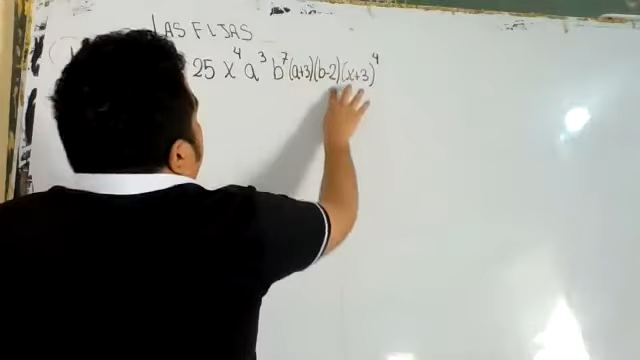 LAS FIJAS
25 x⁴ a³ b⁷ (a+3)(b-2)(x+3)⁴